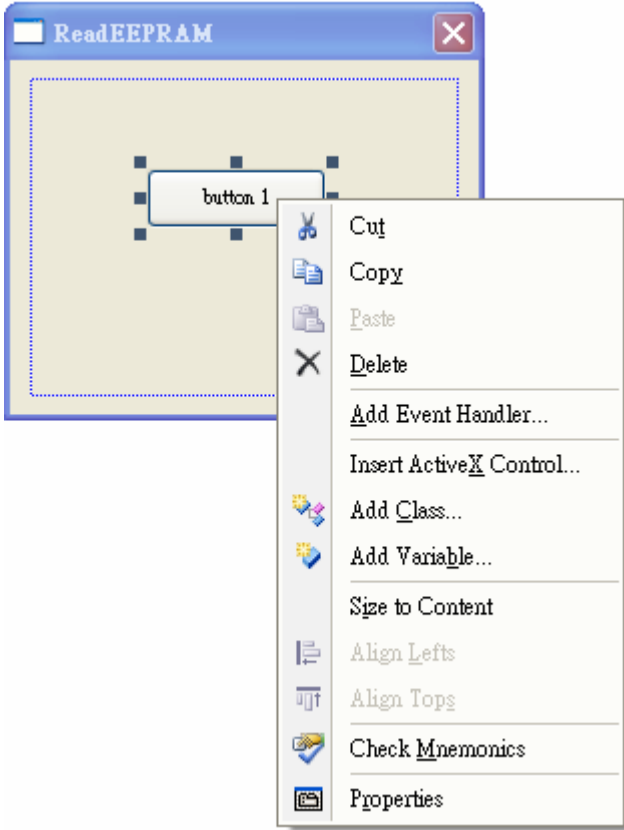 ReadEEPRAM
button 1
Cut
Copy
Paste
Delete
Add Event Handler...
Insert ActiveX Control...
Add Class...
Add Variable...
Size to Content
Align Lefts
Align Tops
Check Mnemonics
Properties